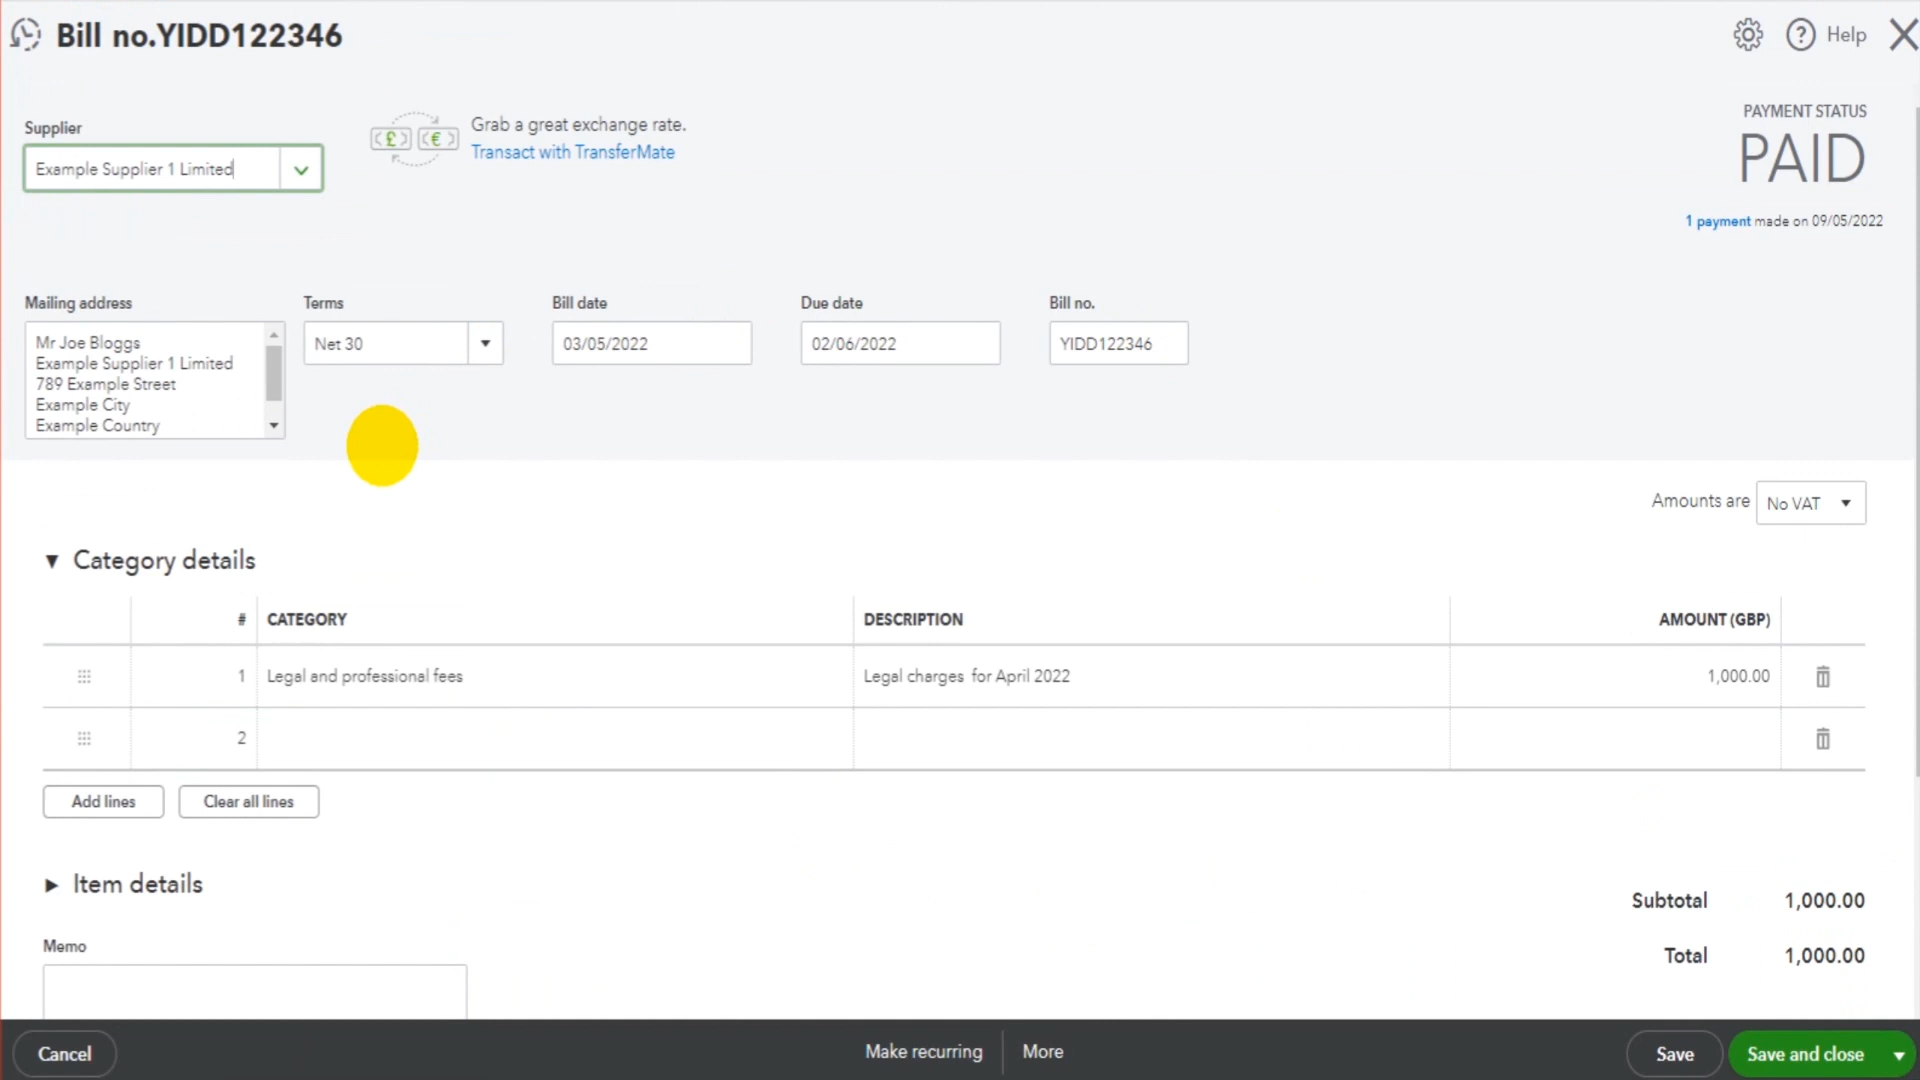 Bill no.YIDD122346
Help
Supplier
Example Supplier 1 Limited
£ €
Grab a great exchange rate.
Transact with TransferMate
PAYMENT STATUS
PAID
1 payment made on 09/05/2022
Mailing address
Mr Joe Bloggs
Example Supplier 1 Limited
789 Example Street
Example City
Example Country
Terms
Net 30
Bill date
03/05/2022
Due date
02/06/2022
Bill no.
YIDD122346
Amounts are No VAT
Category details
# CATEGORY DESCRIPTION AMOUNT (GBP)
1 Legal and professional fees Legal charges for April 2022 1,000.00
2
Add lines Clear all lines
Item details
Subtotal 1,000.00
Memo
Total 1,000.00
Cancel Make recurring More Save Save and close